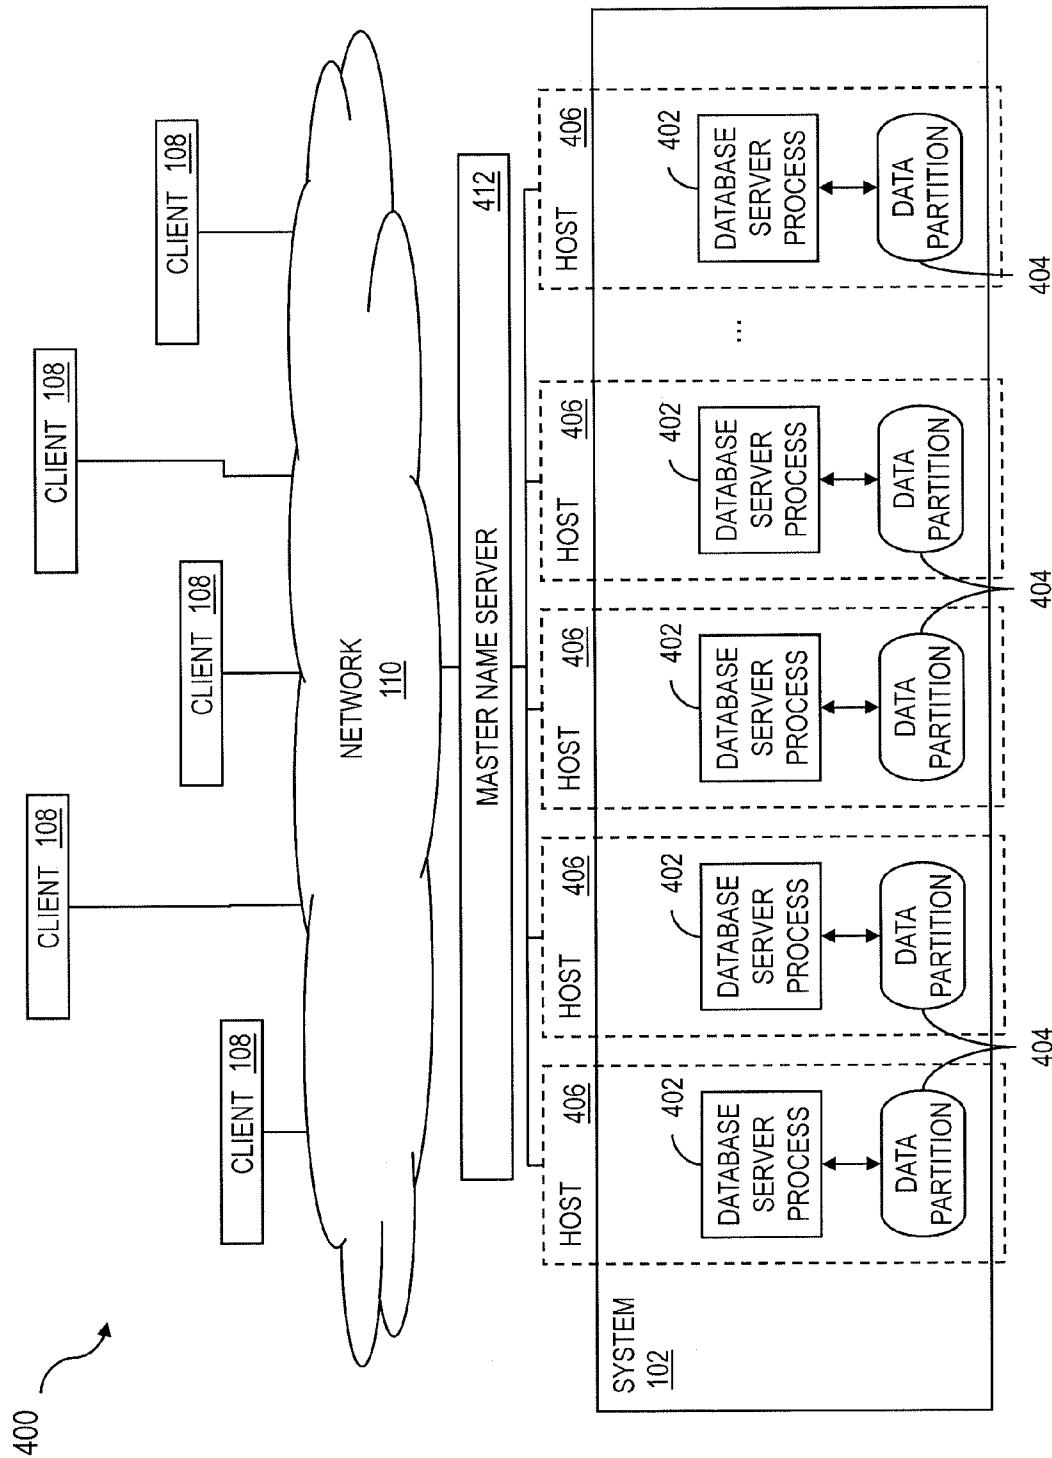 400
CLIENT 108
CLIENT 108
CLIENT 108
CLIENT 108
CLIENT 108
NETWORK
110
MASTER NAME SERVER 412
HOST 406
HOST 406
HOST 406
HOST 406
HOST 406
SYSTEM
102
402
DATABASE
SERVER
PROCESS
402
DATABASE
SERVER
PROCESS
402
DATABASE
SERVER
PROCESS
402
DATABASE
SERVER
PROCESS
402
DATABASE
SERVER
PROCESS
...
DATA
PARTITION
DATA
PARTITION
DATA
PARTITION
DATA
PARTITION
DATA
PARTITION
404
404
404